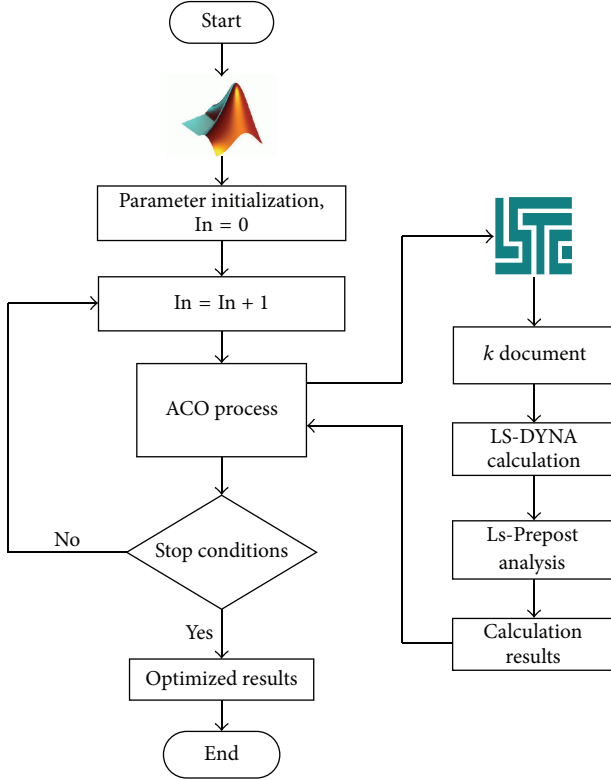 Start
Parameter initialization,
In = 0
In = In + 1
ACO process
Stop conditions
No
Yes
Optimized results
End
LSTC
k document
LS-DYNA
calculation
Ls-Prepost
analysis
Calculation
results